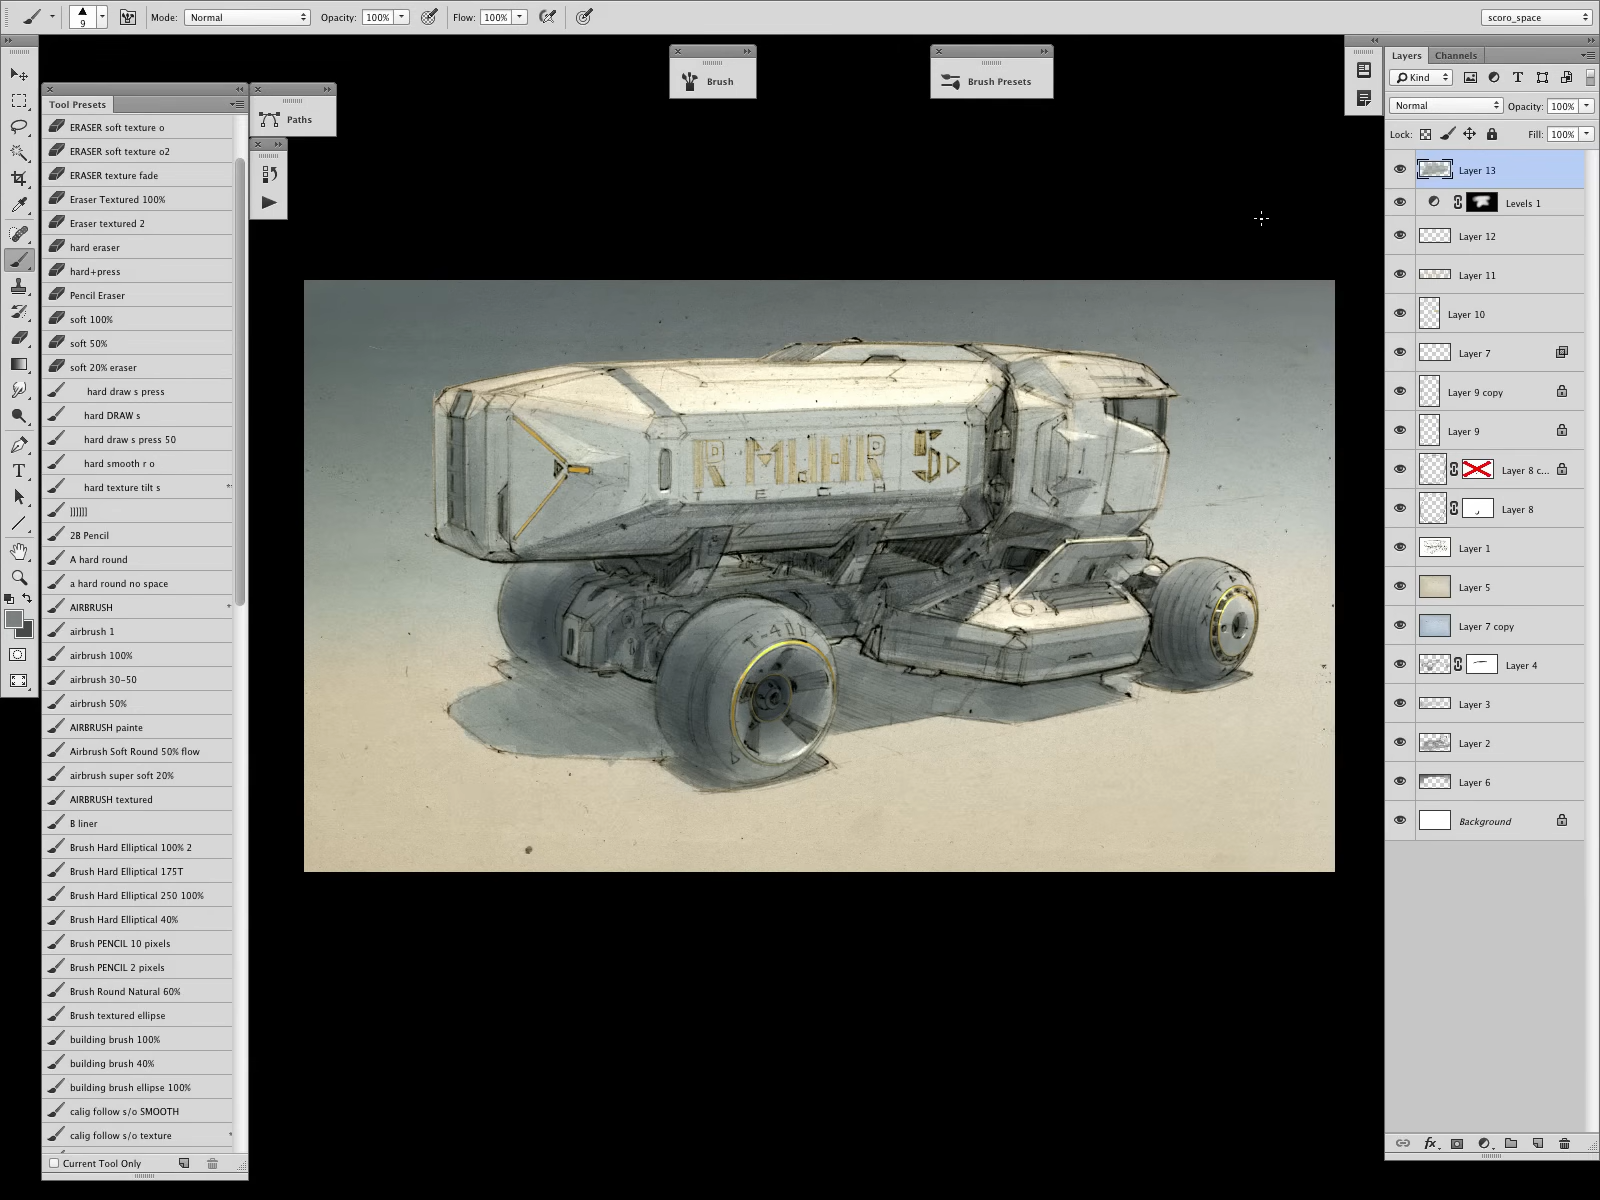 9
Mode:
Normal
Opacity:
100%
Flow:
100%
scoro_space
Tool Presets
ERASER soft texture o
ERASER soft texture o2
ERASER texture fade
Eraser Textured 100%
Eraser textured 2
hard eraser
hard+press
Pencil Eraser
soft 100%
soft 50%
soft 20% eraser
hard draw s press
hard DRAW s
hard draw s press 50
hard smooth r o
hard texture tilt s
]]]]]]
2B Pencil
A hard round
a hard round no space
AIRBRUSH
airbrush 1
airbrush 100%
airbrush 30-50
airbrush 50%
AIRBRUSH painte
Airbrush Soft Round 50% flow
airbrush super soft 20%
AIRBRUSH textured
B liner
Brush Hard Elliptical 100% 2
Brush Hard Elliptical 175T
Brush Hard Elliptical 250 100%
Brush Hard Elliptical 40%
Brush PENCIL 10 pixels
Brush PENCIL 2 pixels
Brush Round Natural 60%
Brush textured ellipse
building brush 100%
building brush 40%
building brush ellipse 100%
calig follow s/o SMOOTH
calig follow s/o texture
Current Tool Only
Paths
Brush
Brush Presets
5
TECH
T-400
Layers
Channels
Kind
Normal
Opacity:
100%
Lock:
Fill:
100%
Layer 13
Levels 1
Layer 12
Layer 11
Layer 10
Layer 7
Layer 9 copy
Layer 9
Layer 8 c...
Layer 8
Layer 1
Layer 5
Layer 7 copy
Layer 4
Layer 3
Layer 2
Layer 6
Background